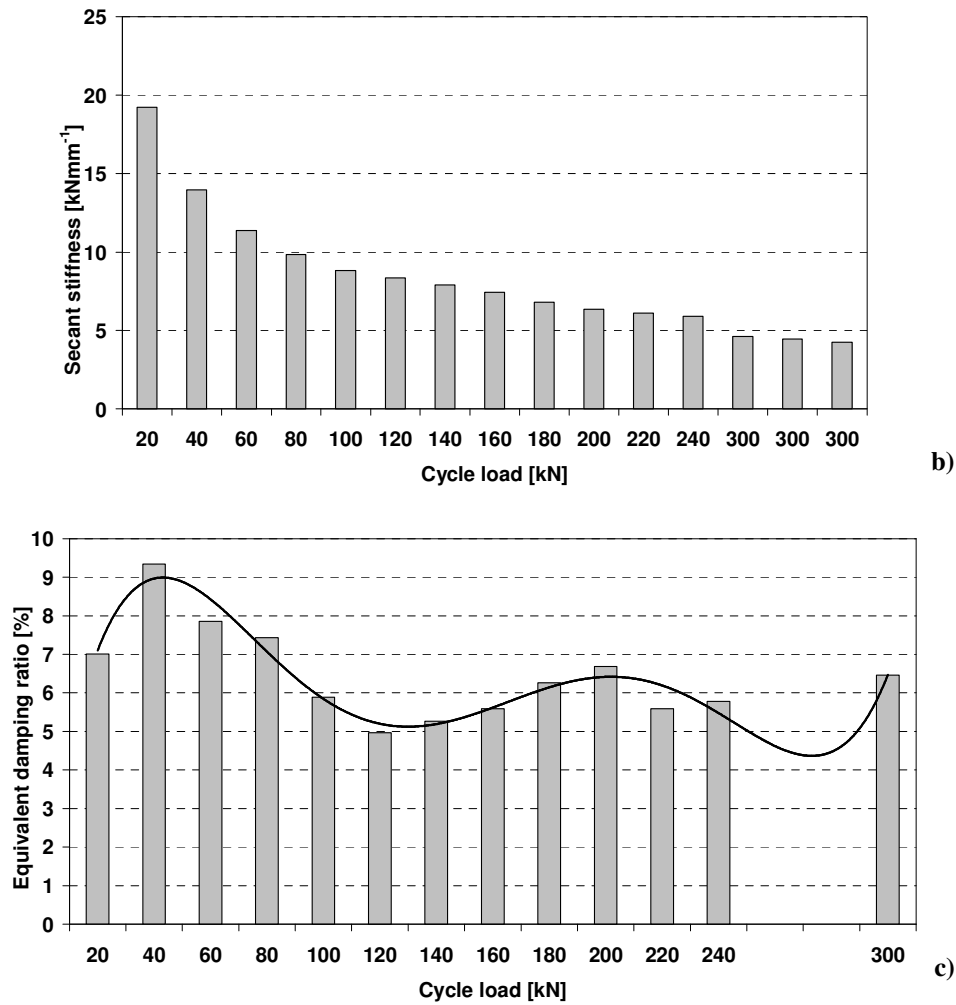 25
20
15
10
5
0
Secant stiffness [kNmm-1]
20 40 60 80 100 120 140 160 180 200 220 240 300 300 300
Cycle load [kN]
b)
10
9
8
7
6
5
4
3
2
1
0
Equivalent damping ratio [%]
20 40 60 80 100 120 140 160 180 200 220 240 300
Cycle load [kN]
c)